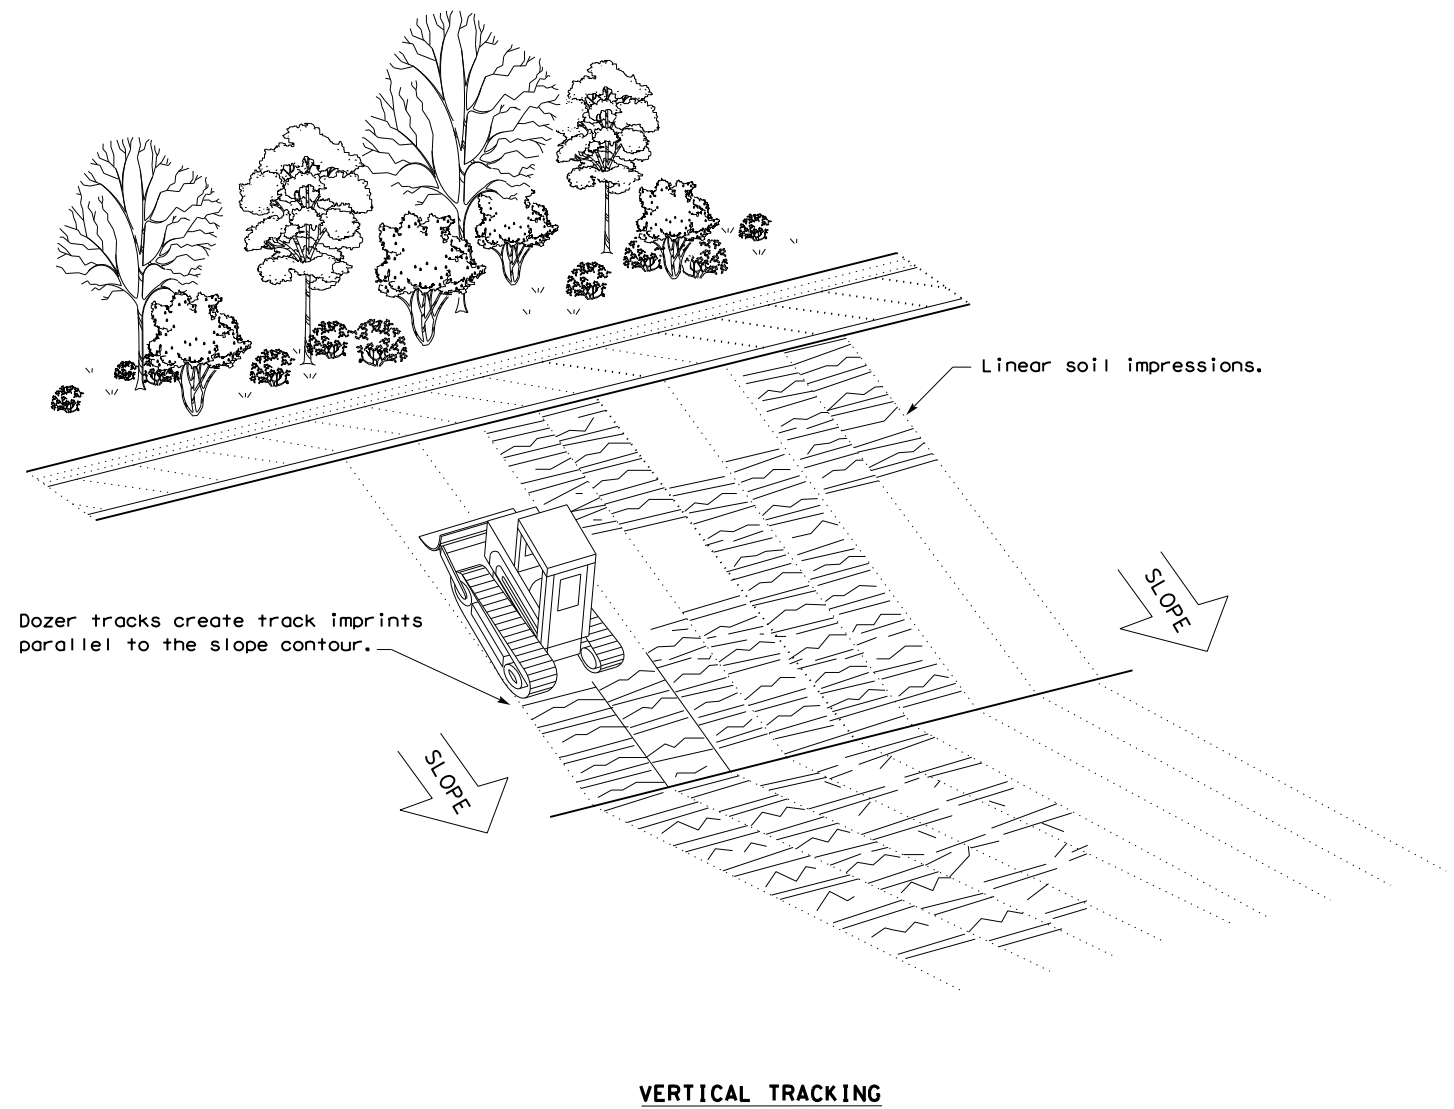 Linear soil impressions.
SLOPE
Dozer tracks create track imprints
parallel to the slope contour.
SLOPE
VERTICAL TRACKING